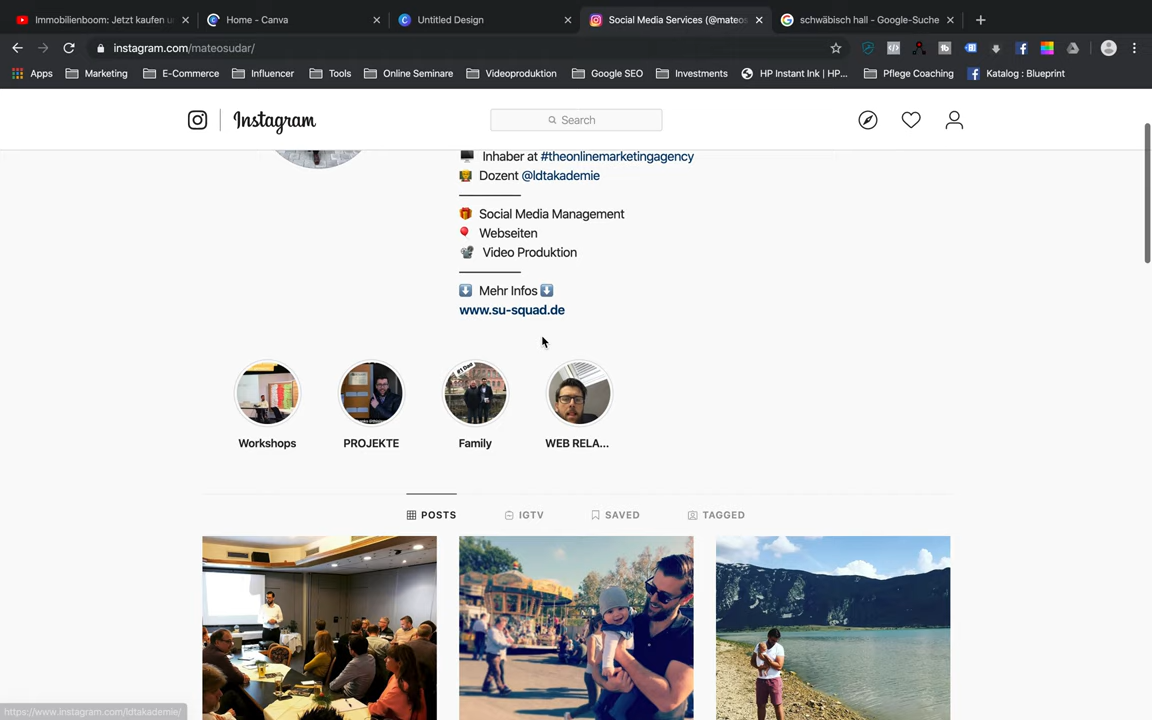 Immobilienboom: Jetzt kaufen u
Home - Canva
Untitled Design
Social Media Services (@mateos
schwäbisch hall - Google-Suche
instagram.com/mateosudar/
Apps
Marketing
E-Commerce
Influencer
Tools
Online Seminare
Videoproduktion
Google SEO
Investments
HP Instant Ink | HP...
Pflege Coaching
Katalog : Blueprint
Instagram
Search
Inhaber at #theonlinemarketingagency
Dozent @ldtakademie
Social Media Management
Webseiten
Video Produktion
Mehr Infos
www.su-squad.de
Workshops
PROJEKTE
Family
WEB RELA...
POSTS
IGTV
SAVED
TAGGED
https://www.instagram.com/ldtakademie/